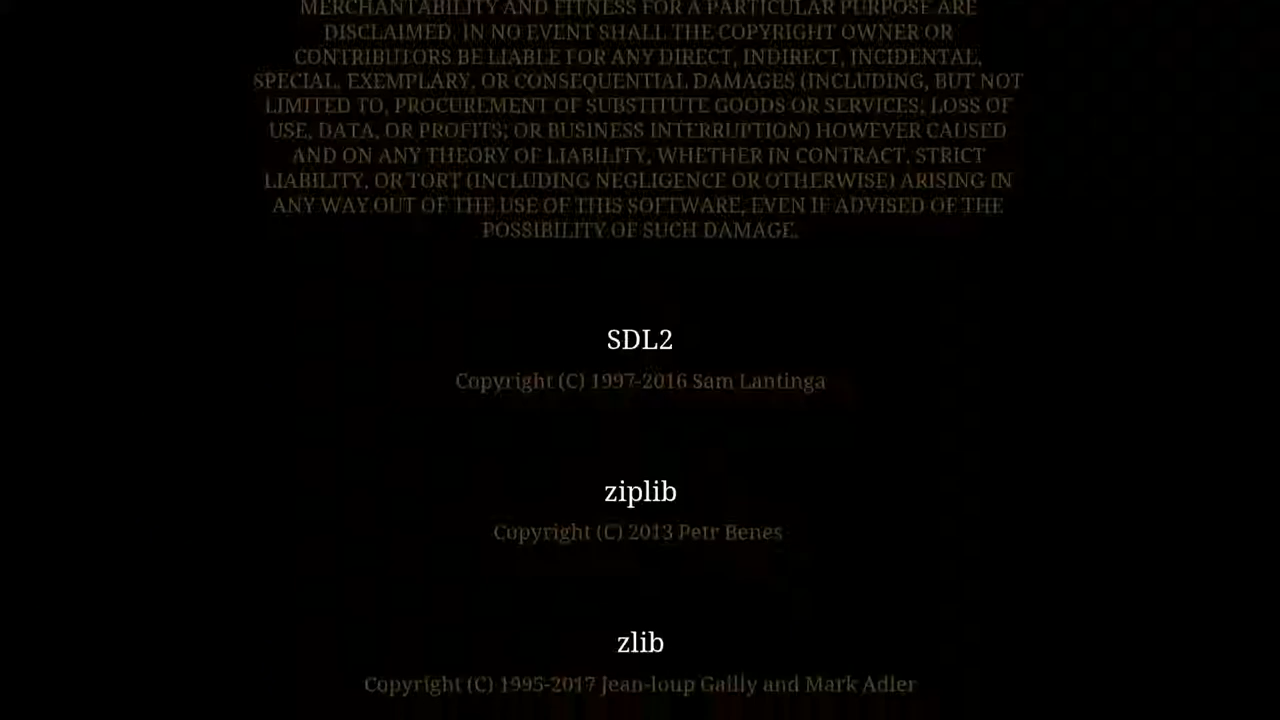 MERCHANTABILITY AND FITNESS FOR A PARTICULAR PURPOSE ARE
DISCLAIMED. IN NO EVENT SHALL THE COPYRIGHT OWNER OR
CONTRIBUTORS BE LIABLE FOR ANY DIRECT, INDIRECT, INCIDENTAL,
SPECIAL, EXEMPLARY, OR CONSEQUENTIAL DAMAGES (INCLUDING, BUT NOT
LIMITED TO, PROCUREMENT OF SUBSTITUTE GOODS OR SERVICES; LOSS OF
USE, DATA, OR PROFITS; OR BUSINESS INTERRUPTION) HOWEVER CAUSED
AND ON ANY THEORY OF LIABILITY, WHETHER IN CONTRACT, STRICT
LIABILITY, OR TORT (INCLUDING NEGLIGENCE OR OTHERWISE) ARISING IN
ANY WAY OUT OF THE USE OF THIS SOFTWARE, EVEN IF ADVISED OF THE
POSSIBILITY OF SUCH DAMAGE.
SDL2
Copyright (C) 1997-2016 Sam Lantinga
ziplib
Copyright (C) 2013 Petr Benes
zlib
Copyright (C) 1995-2017 Jean-loup Gailly and Mark Adler